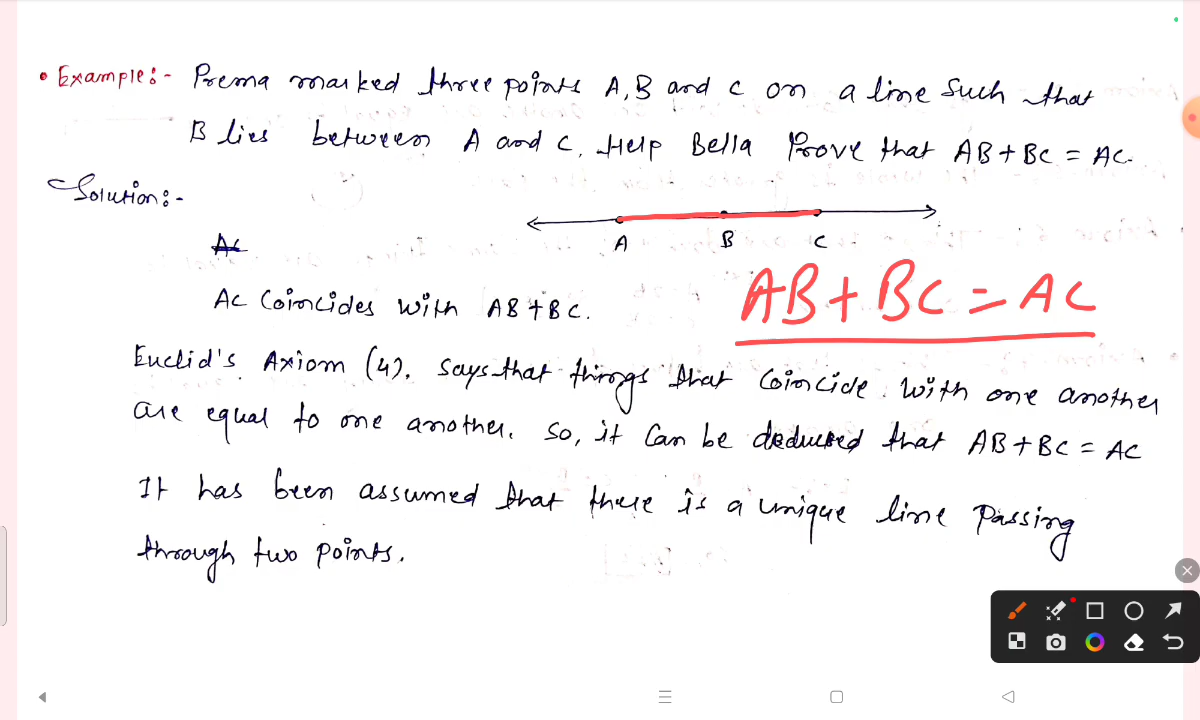 • Example:- Prema marked three points A, B and C on a line such that
B lies between A and C. Help Bella Prove that AB + BC = AC.
Solution:-
AC
A B C
AC Coincides with AB + BC.
AB + BC = AC
Euclid's Axiom (4). Says that things that Coincide with one another
are equal to one another. So, it Can be deduced that AB + BC = AC
It has been assumed that there is a unique line Passing
through two points.